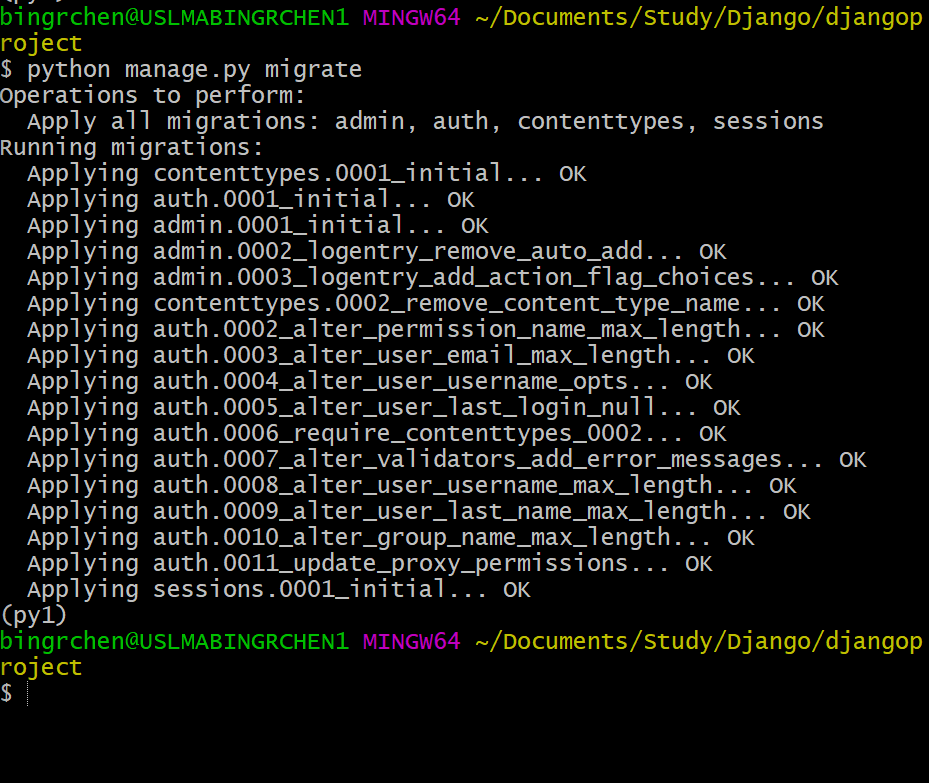 bingrchen@USLMABINGRCHEN1 MINGW64 ~/Documents/Study/Django/djangop
roject
$ python manage.py migrate
Operations to perform:
  Apply all migrations: admin, auth, contenttypes, sessions
Running migrations:
  Applying contenttypes.0001_initial... OK
  Applying auth.0001_initial... OK
  Applying admin.0001_initial... OK
  Applying admin.0002_logentry_remove_auto_add... OK
  Applying admin.0003_logentry_add_action_flag_choices... OK
  Applying contenttypes.0002_remove_content_type_name... OK
  Applying auth.0002_alter_permission_name_max_length... OK
  Applying auth.0003_alter_user_email_max_length... OK
  Applying auth.0004_alter_user_username_opts... OK
  Applying auth.0005_alter_user_last_login_null... OK
  Applying auth.0006_require_contenttypes_0002... OK
  Applying auth.0007_alter_validators_add_error_messages... OK
  Applying auth.0008_alter_user_username_max_length... OK
  Applying auth.0009_alter_user_last_name_max_length... OK
  Applying auth.0010_alter_group_name_max_length... OK
  Applying auth.0011_update_proxy_permissions... OK
  Applying sessions.0001_initial... OK
(py1)
bingrchen@USLMABINGRCHEN1 MINGW64 ~/Documents/Study/Django/djangop
roject
$